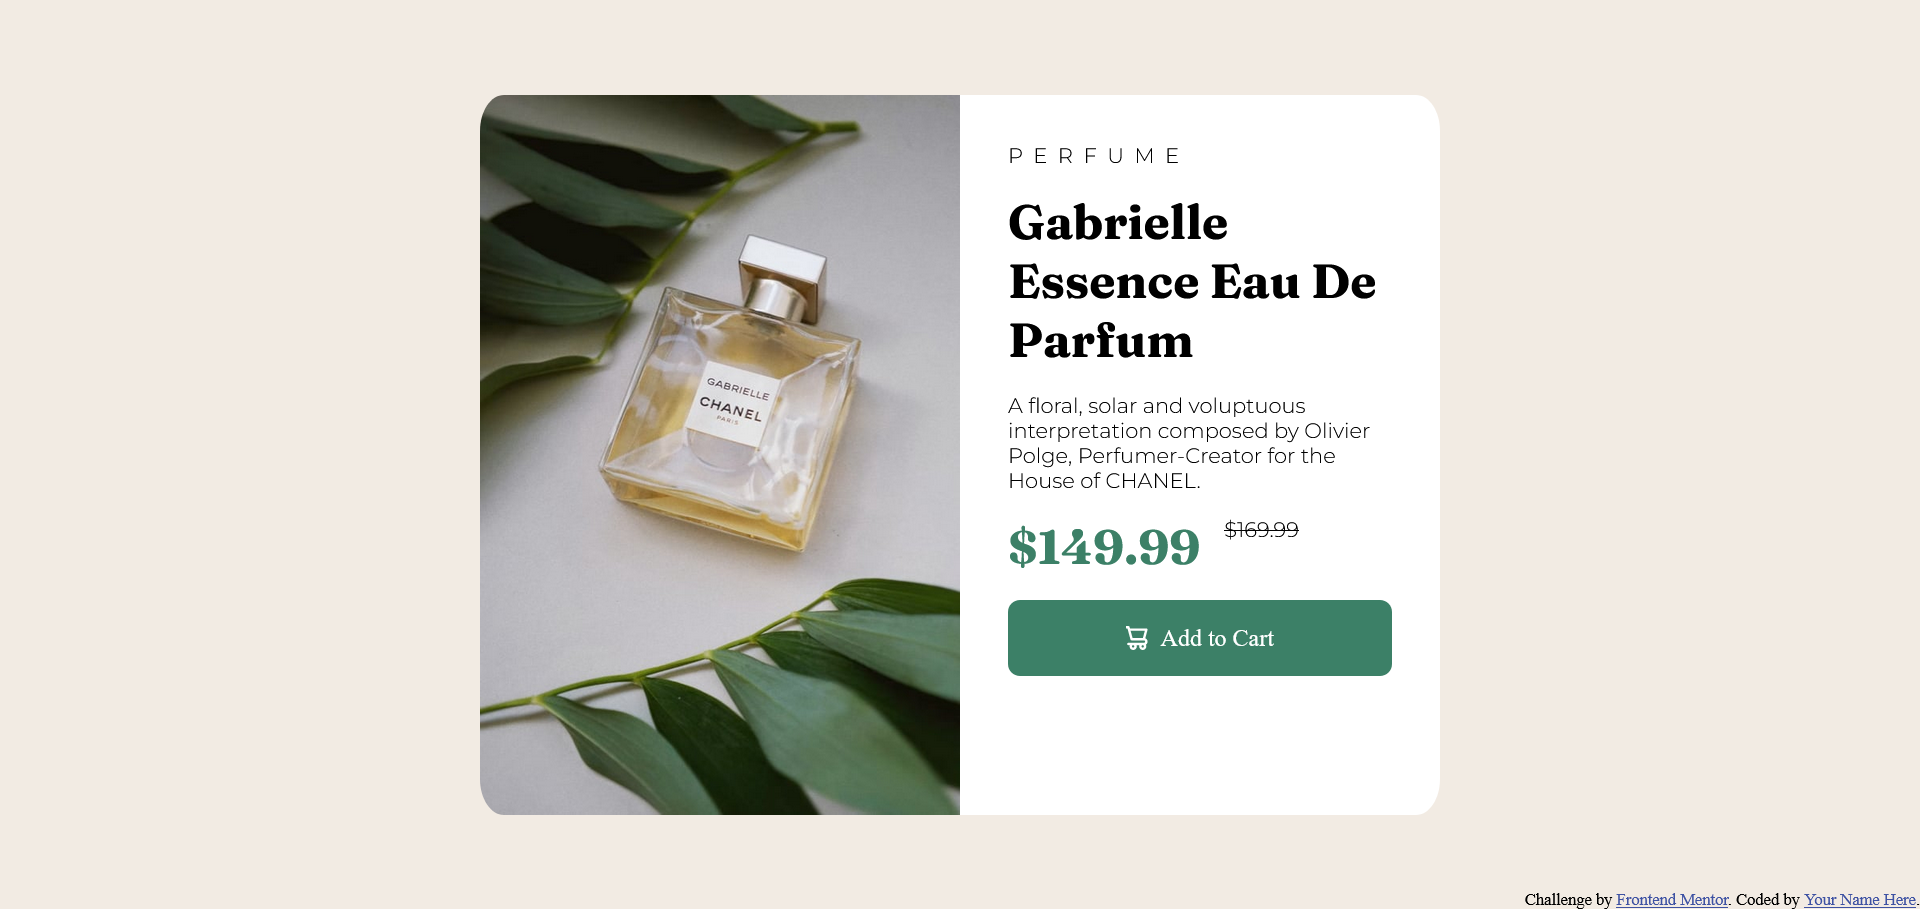 GABRIELLE
CHANEL
PARIS
PERFUME
Gabrielle
Essence Eau De
Parfum
A floral, solar and voluptuous
interpretation composed by Olivier
Polge, Perfumer-Creator for the
House of CHANEL.
$149.99 $169.99
Add to Cart
Challenge by Frontend Mentor. Coded by Your Name Here.